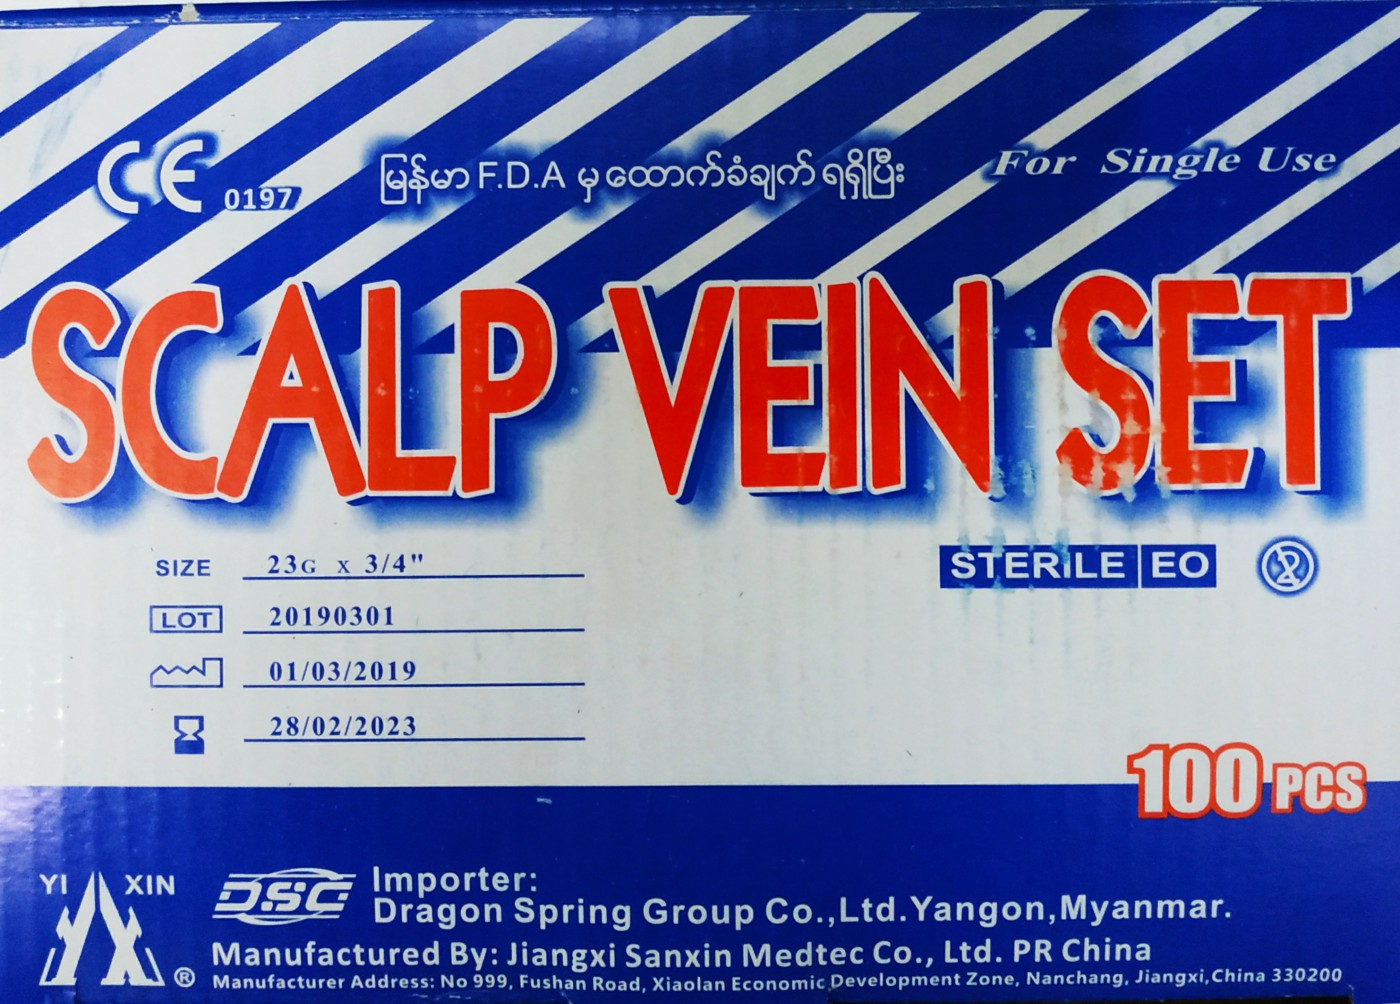 CE 0197
မြန်မာ F.D.A မှ ထောက်ခံချက် ရရှိပြီး
For Single Use
SCALP VEIN SET
SIZE 23G X 3/4"
LOT 20190301
01/03/2019
28/02/2023
STERILE EO
2
100 PCS
YI XIN
®
DSG
Importer:
Dragon Spring Group Co.,Ltd.Yangon,Myanmar.
Manufactured By: Jiangxi Sanxin Medtec Co., Ltd. PR China
Manufacturer Address: No 999, Fushan Road, Xiaolan Economic Development Zone, Nanchang, Jiangxi,China 330200